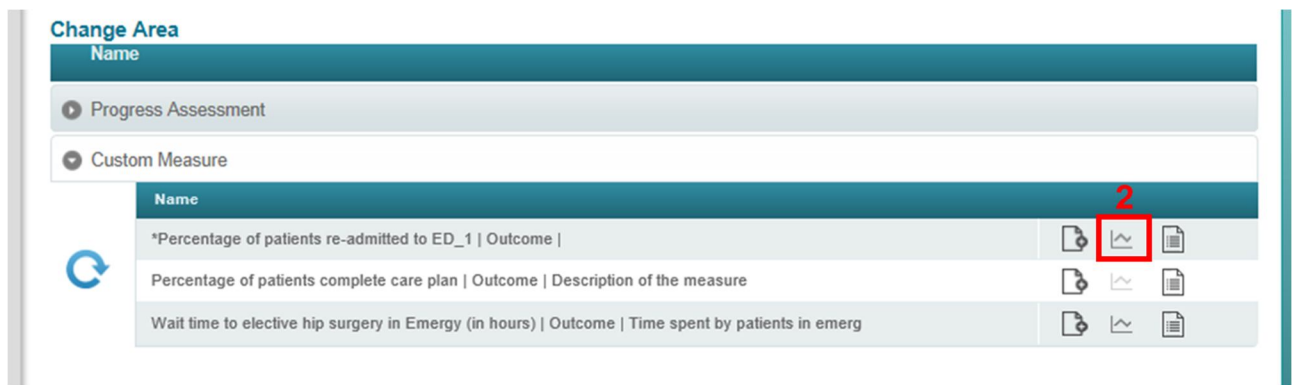 Change Area
Name
Progress Assessment
Custom Measure
Name
2
*Percentage of patients re-admitted to ED_1 | Outcome |
Percentage of patients complete care plan | Outcome | Description of the measure
Wait time to elective hip surgery in Emergy (in hours) | Outcome | Time spent by patients in emerg